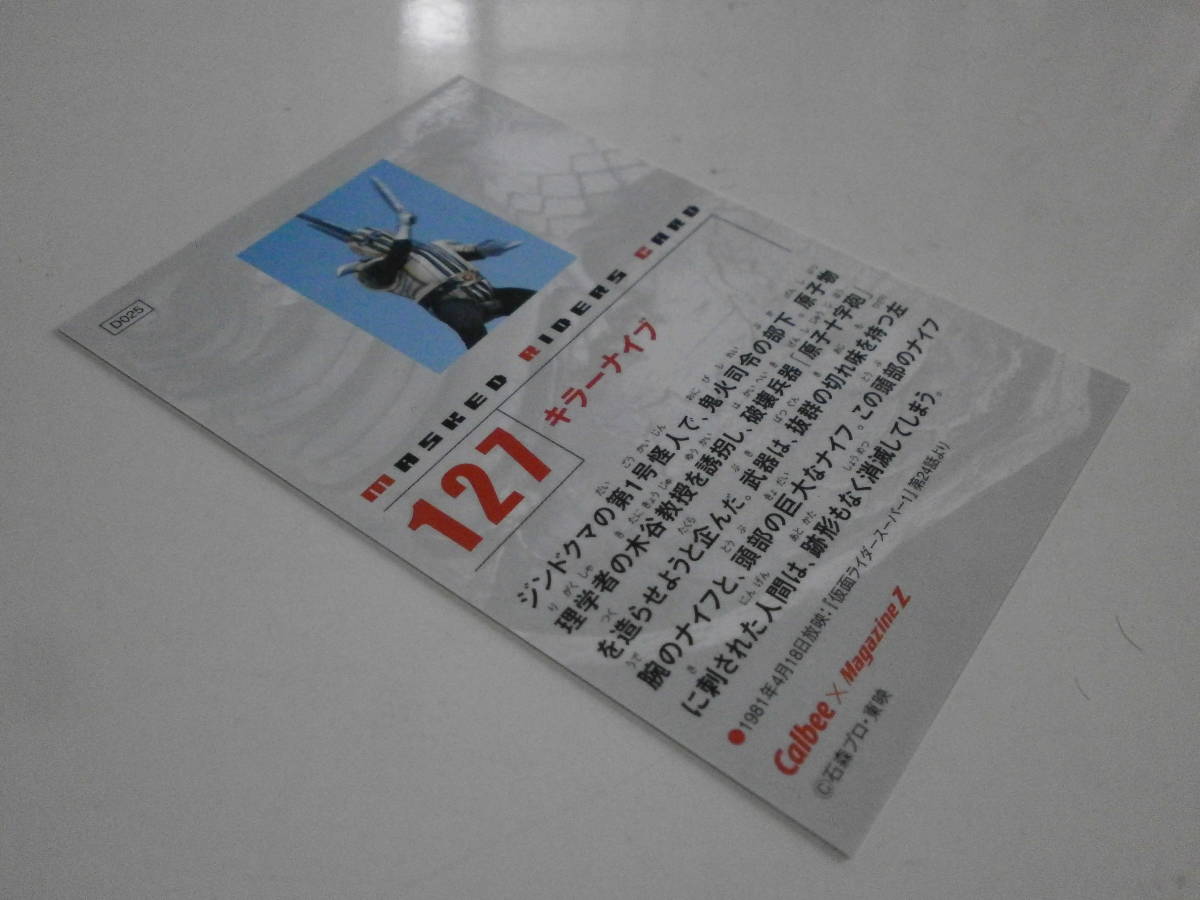 D025
MASKED RIDERS CARD
127
キラーナイブ
ジンドグマの第1号怪人で、鬼火司令の部下。原子物
理学者の木谷教授を誘拐し、破壊兵器「原子十字砲」
を造らせようと企んだ。武器は、抜群の切れ味を持つ左
腕のナイフと、頭部の巨大なナイフ。この頭部のナイフ
に刺された人間は、跡形もなく消滅してしまう。
●1981年4月18日放映:『仮面ライダースーパー1』第24話より
Calbee × Magazine Z
©石森プロ・東映